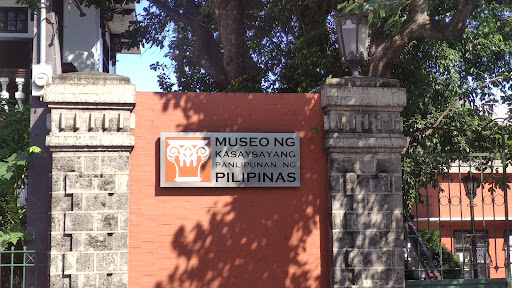 MUSEO NG
KASAYSAYANG
PANLIPUNAN NG
PILIPINAS